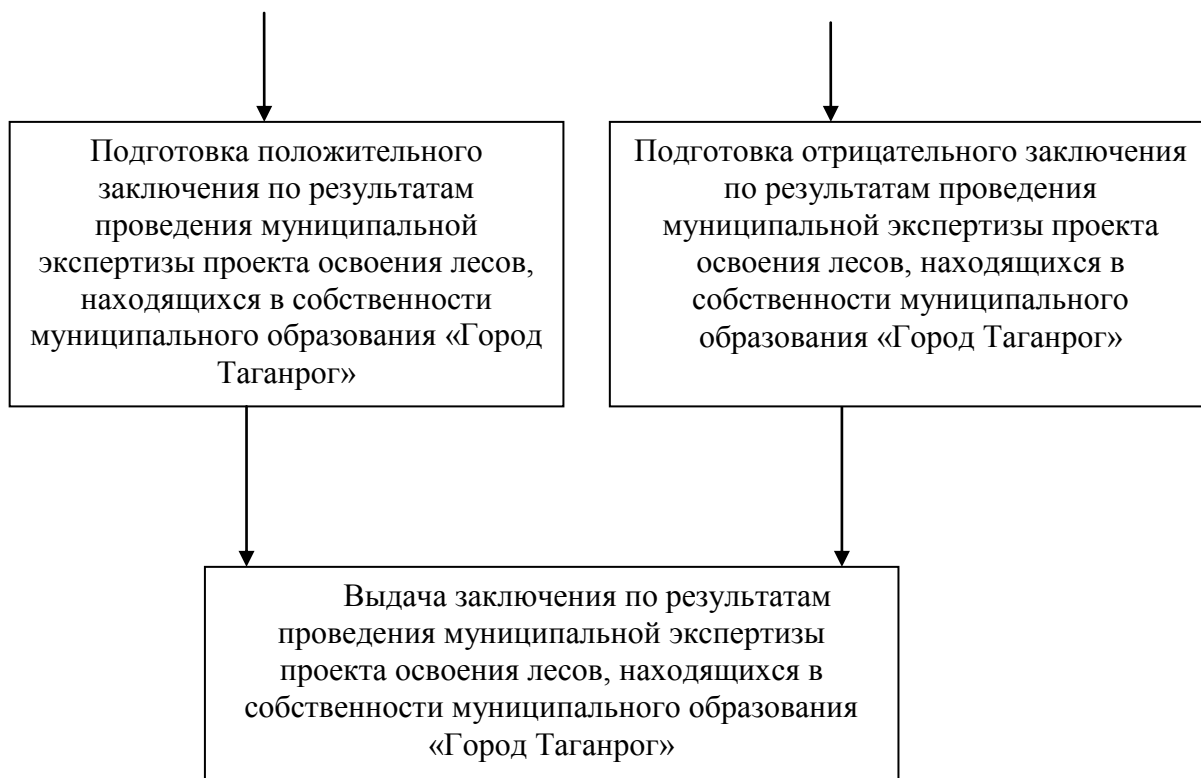 Подготовка положительного
заключения по результатам
проведения муниципальной
экспертизы проекта освоения лесов,
находящихся в собственности
муниципального образования «Город
Таганрог»
Подготовка отрицательного заключения
по результатам проведения
муниципальной экспертизы проекта
освоения лесов, находящихся в
собственности муниципального
образования «Город Таганрог»
Выдача заключения по результатам
проведения муниципальной экспертизы
проекта освоения лесов, находящихся в
собственности муниципального образования
«Город Таганрог»